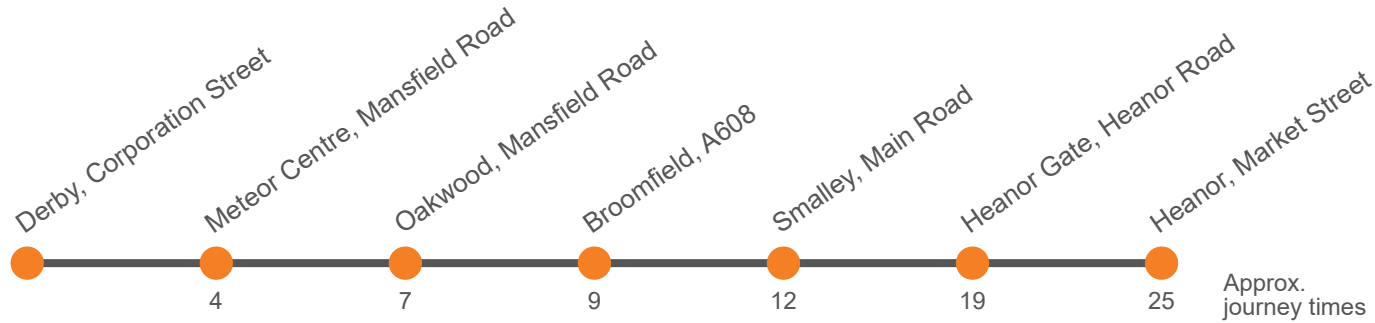 Derby, Corporation Street
Meteor Centre, Mansfield Road
Oakwood, Mansfield Road
Broomfield, A608
Smalley, Main Road
Heanor Gate, Heanor Road
Heanor, Market Street
4
7
9
12
19
25
Approx.
journey times